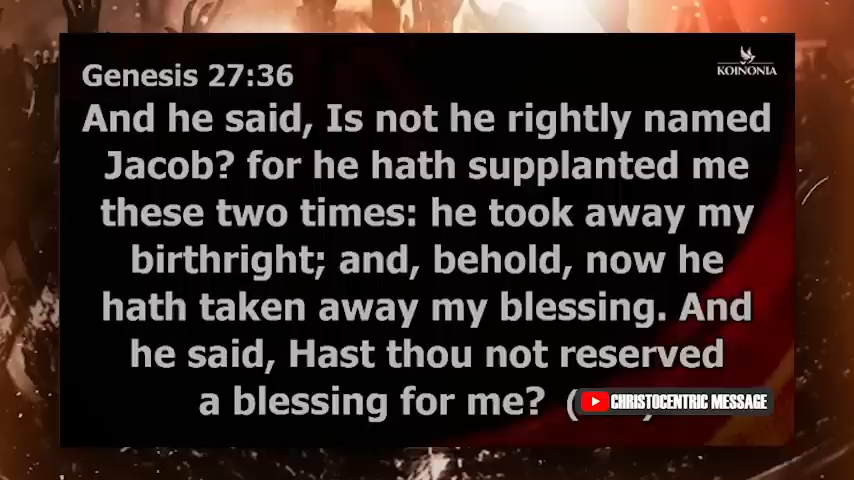 Genesis 27:36
KOINONIA
And he said, Is not he rightly named
Jacob? for he hath supplanted me
these two times: he took away my
birthright; and, behold, now he
hath taken away my blessing. And
he said, Hast thou not reserved
a blessing for me? (
CHRISTOCENTRIC MESSAGE